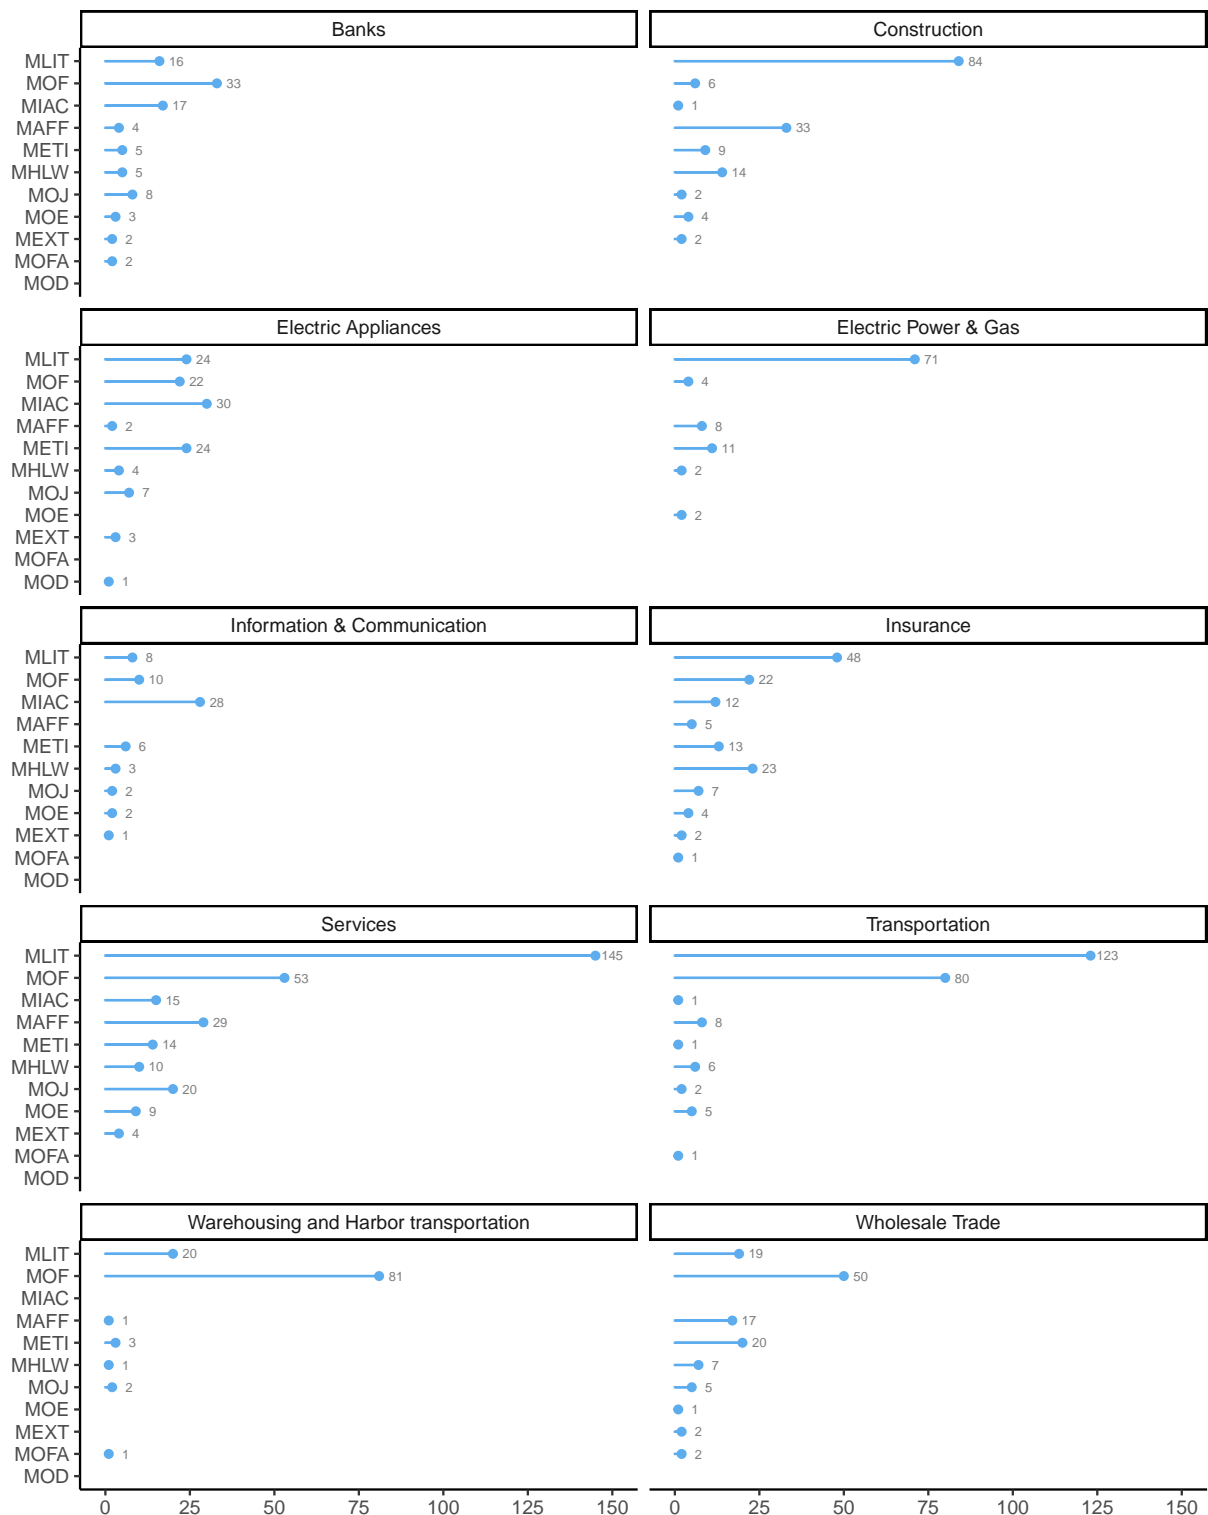 Banks
Construction
MLIT 16 84
MOF 33 6
MIAC 17 1
MAFF 4 33
METI 5 9
MHLW 5 14
MOJ 8 2
MOE 3 4
MEXT 2 2
MOFA 2
MOD
Electric Appliances
Electric Power & Gas
MLIT 24 71
MOF 22 4
MIAC 30
MAFF 2 8
METI 24 11
MHLW 4 2
MOJ 7
MOE 2
MEXT 3
MOFA
MOD 1
Information & Communication
Insurance
MLIT 8 48
MOF 10 22
MIAC 28 12
MAFF 5
METI 6 13
MHLW 3 23
MOJ 2 7
MOE 2 4
MEXT 1 2
MOFA 1
MOD
Services
Transportation
MLIT 145 123
MOF 53 80
MIAC 15 1
MAFF 29 8
METI 14 1
MHLW 10 6
MOJ 20 2
MOE 9 5
MEXT 4
MOFA 1
MOD
Warehousing and Harbor transportation
Wholesale Trade
MLIT 20 19
MOF 81 50
MIAC
MAFF 1 17
METI 3 20
MHLW 1 7
MOJ 2 5
MOE 1
MEXT 2
MOFA 1 2
MOD
0 25 50 75 100 125 150 0 25 50 75 100 125 150